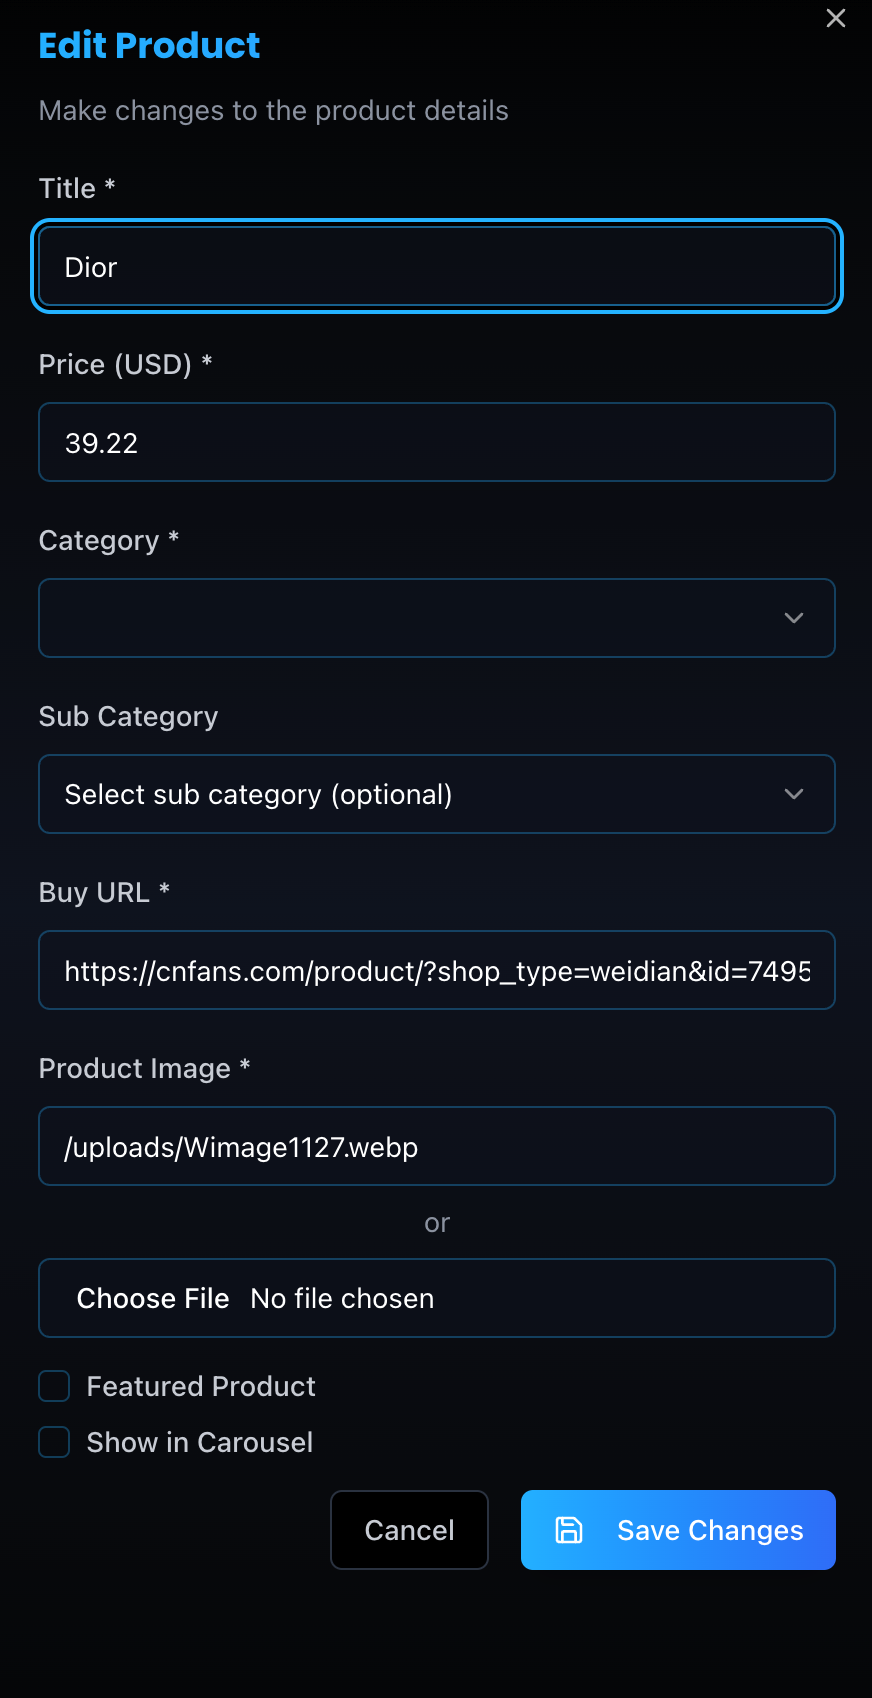 Edit Product
Make changes to the product details
Title *
Dior
Price (USD) *
39.22
Category *
Sub Category
Select sub category (optional)
Buy URL *
https://cnfans.com/product/?shop_type=weidian&id=7495
Product Image *
/uploads/Wimage1127.webp
or
Choose File No file chosen
Featured Product
Show in Carousel
Cancel
Save Changes